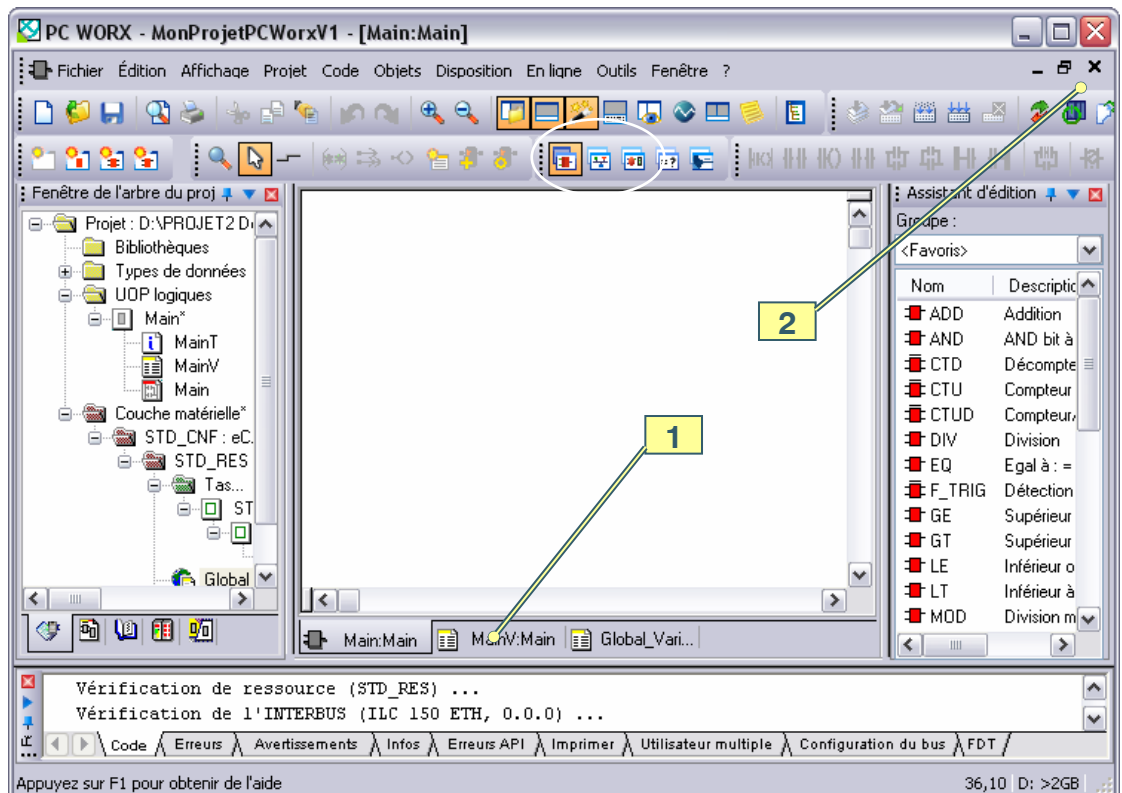 PC WORX - MonProjetPCWorxV1 - [Main:Main]
Fichier Édition Affichage Projet Code Objets Disposition En ligne Outils Fenêtre ?
Fenêtre de l'arbre du proj
Projet : D:\PROJET2 D
Bibliothèques
Types de données
UOP logiques
Main*
MainT
MainV
Main
Couche matérielle*
STD_CNF : eC.
STD_RES
Tas...
ST
Global
2
1
Main:Main
MainV:Main
Global_Vari...
Assistant d'édition
Groupe :
<Favoris>
Nom Descriptic
ADD Addition
AND AND bit à
CTD Décompte
CTU Compteur
CTUD Compteur/
DIV Division
EQ Egal à : =
F_TRIG Détection
GE Supérieur
GT Supérieur
LE Inférieur o
LT Inférieur à
MOD Division m
Vérification de ressource (STD_RES) ...
Vérification de l'INTERBUS (ILC 150 ETH, 0.0.0) ...
Code Erreurs Avertissements Infos Erreurs API Imprimer Utilisateur multiple Configuration du bus FDT
Appuyez sur F1 pour obtenir de l'aide
36,10 D: >2GB